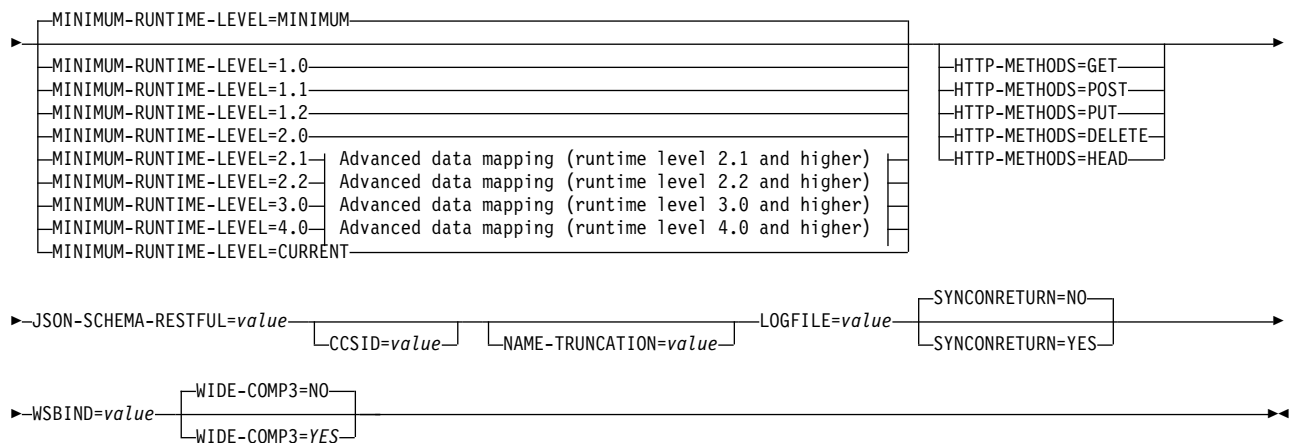 MINIMUM-RUNTIME-LEVEL=MINIMUM
MINIMUM-RUNTIME-LEVEL=1.0
MINIMUM-RUNTIME-LEVEL=1.1
MINIMUM-RUNTIME-LEVEL=1.2
MINIMUM-RUNTIME-LEVEL=2.0
MINIMUM-RUNTIME-LEVEL=2.1 Advanced data mapping (runtime level 2.1 and higher)
MINIMUM-RUNTIME-LEVEL=2.2 Advanced data mapping (runtime level 2.2 and higher)
MINIMUM-RUNTIME-LEVEL=3.0 Advanced data mapping (runtime level 3.0 and higher)
MINIMUM-RUNTIME-LEVEL=4.0 Advanced data mapping (runtime level 4.0 and higher)
MINIMUM-RUNTIME-LEVEL=CURRENT
HTTP-METHODS=GET
HTTP-METHODS=POST
HTTP-METHODS=PUT
HTTP-METHODS=DELETE
HTTP-METHODS=HEAD
JSON-SCHEMA-RESTFUL=value
CCSID=value
NAME-TRUNCATION=value
LOGFILE=value
SYNCONRETURN=NO
SYNCONRETURN=YES
WSBIND=value
WIDE-COMP3=NO
WIDE-COMP3=YES